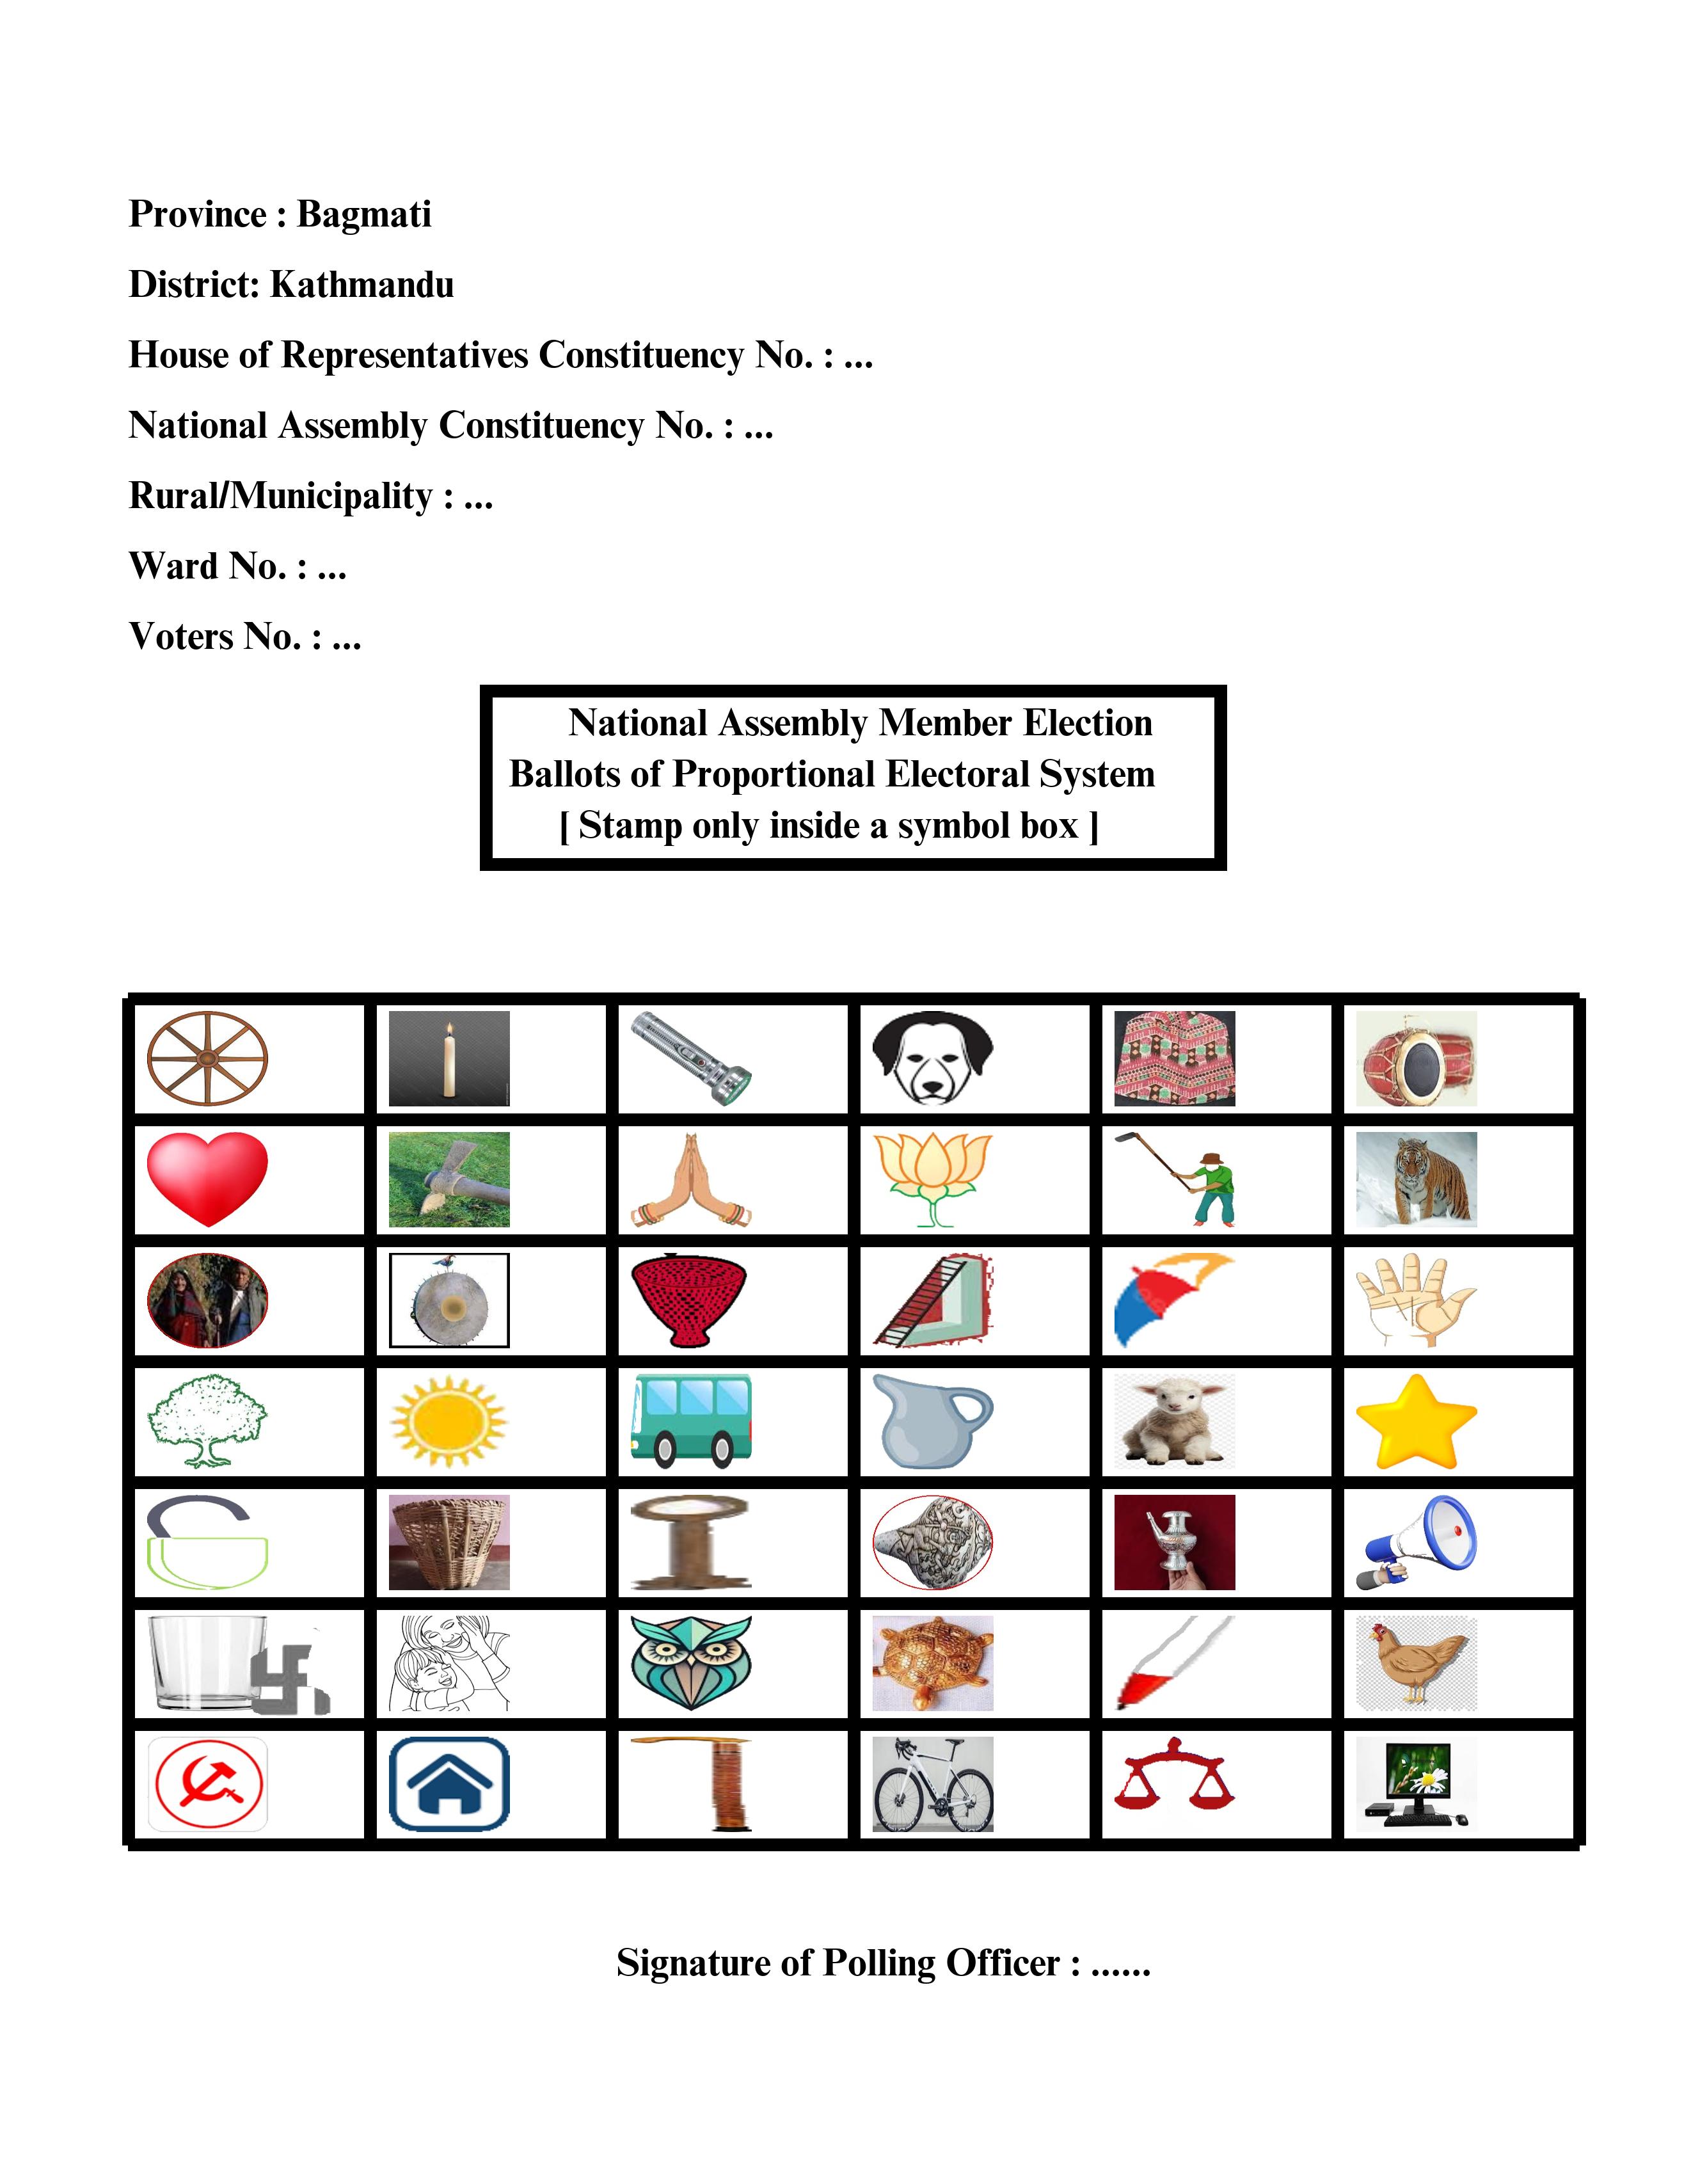 Province : Bagmati
District: Kathmandu
House of Representatives Constituency No. : ...
National Assembly Constituency No. : ...
Rural/Municipality : ...
Ward No. : ...
Voters No. : ...
National Assembly Member Election
Ballots of Proportional Electoral System
[ Stamp only inside a symbol box ]
Signature of Polling Officer : ......